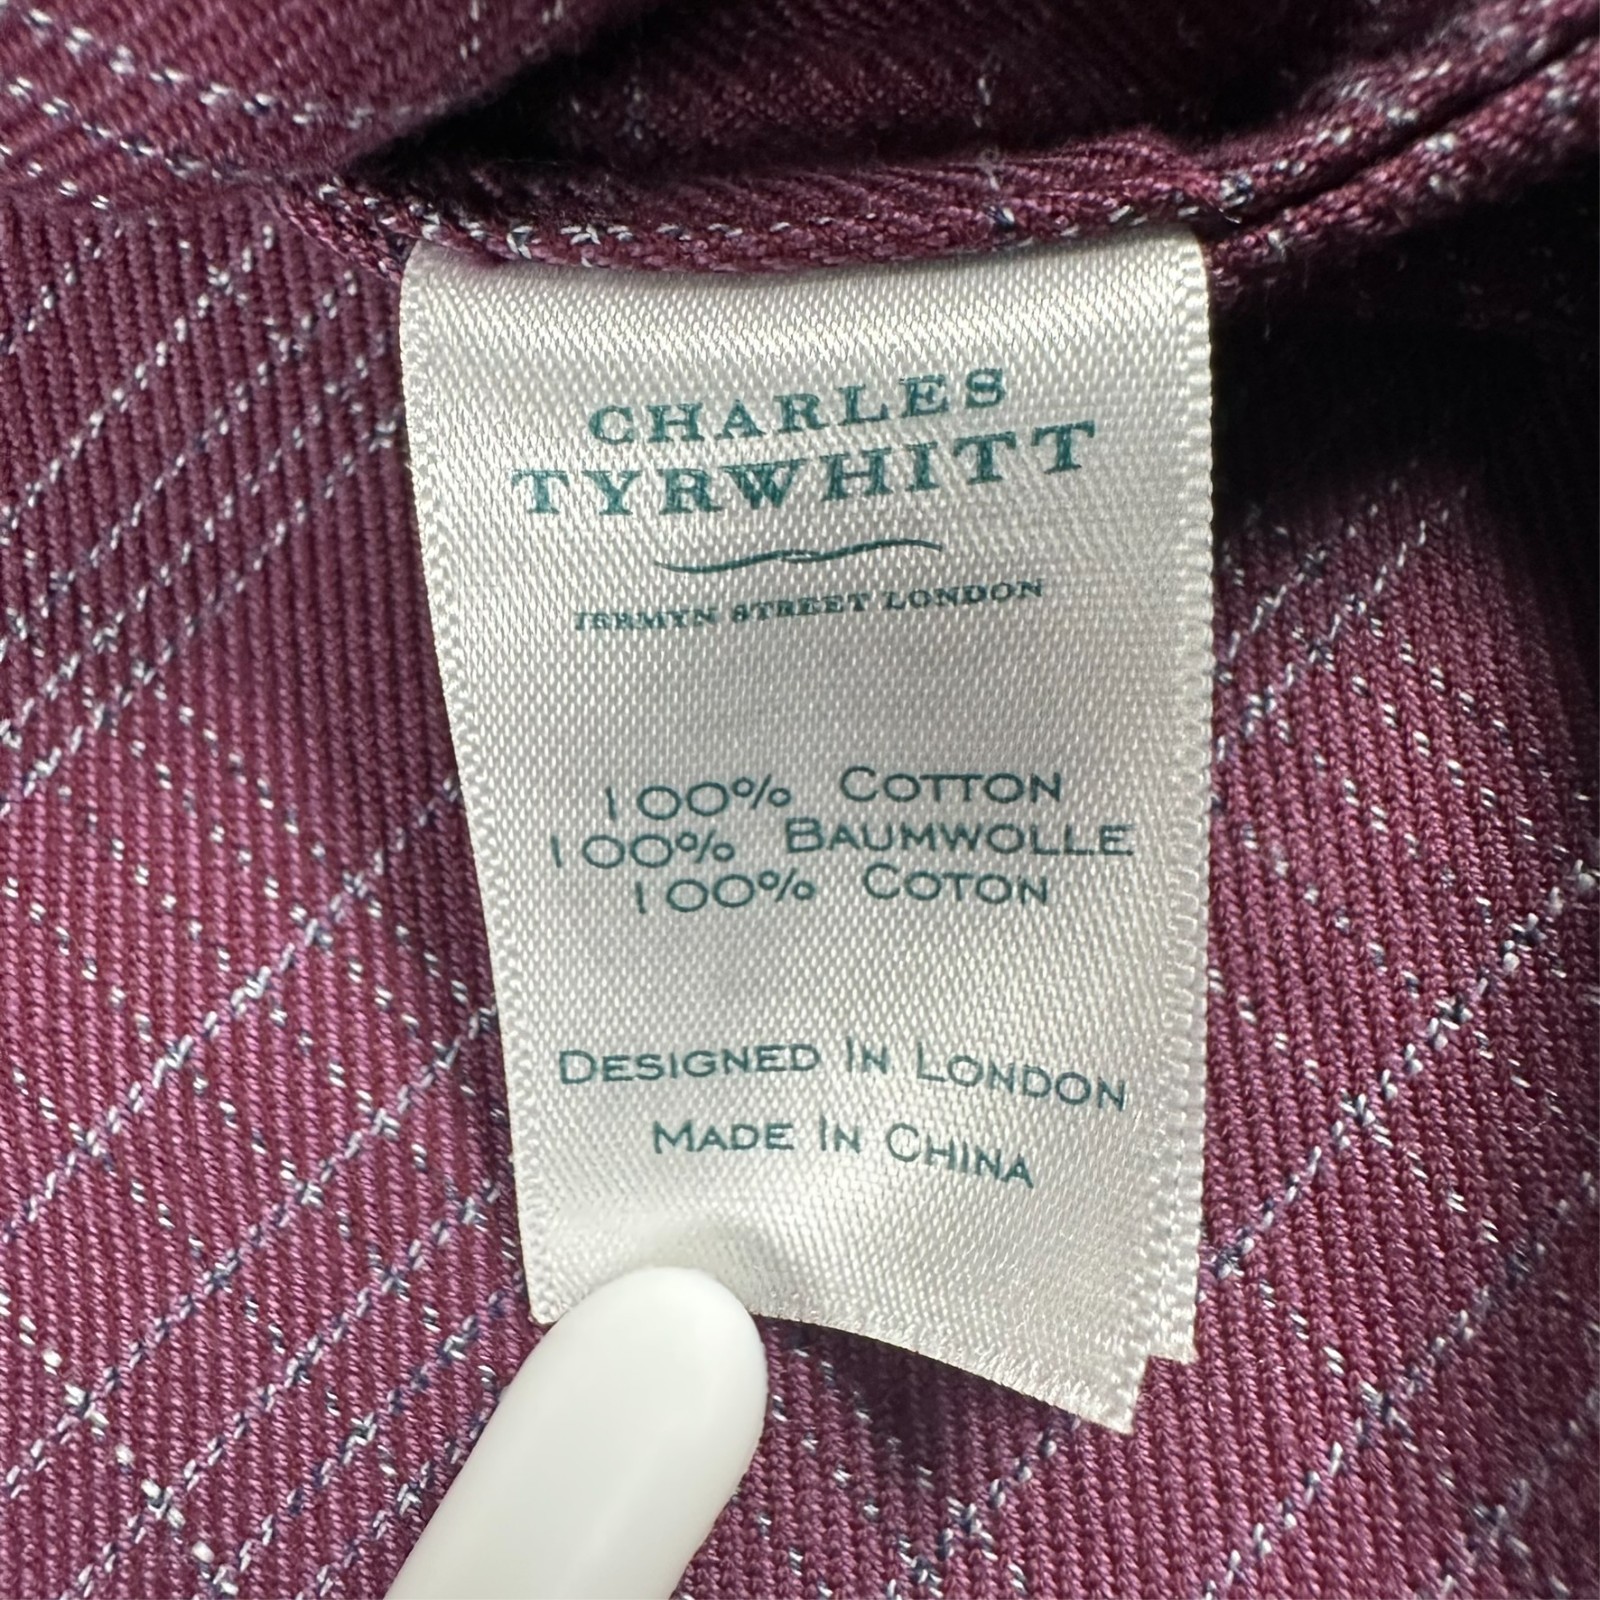 CHARLES
TYRWHITT
JERMYN STREET LONDON
100% COTTON
100% BAUMWOLLE
100% COTON
DESIGNED IN LONDON
MADE IN CHINA